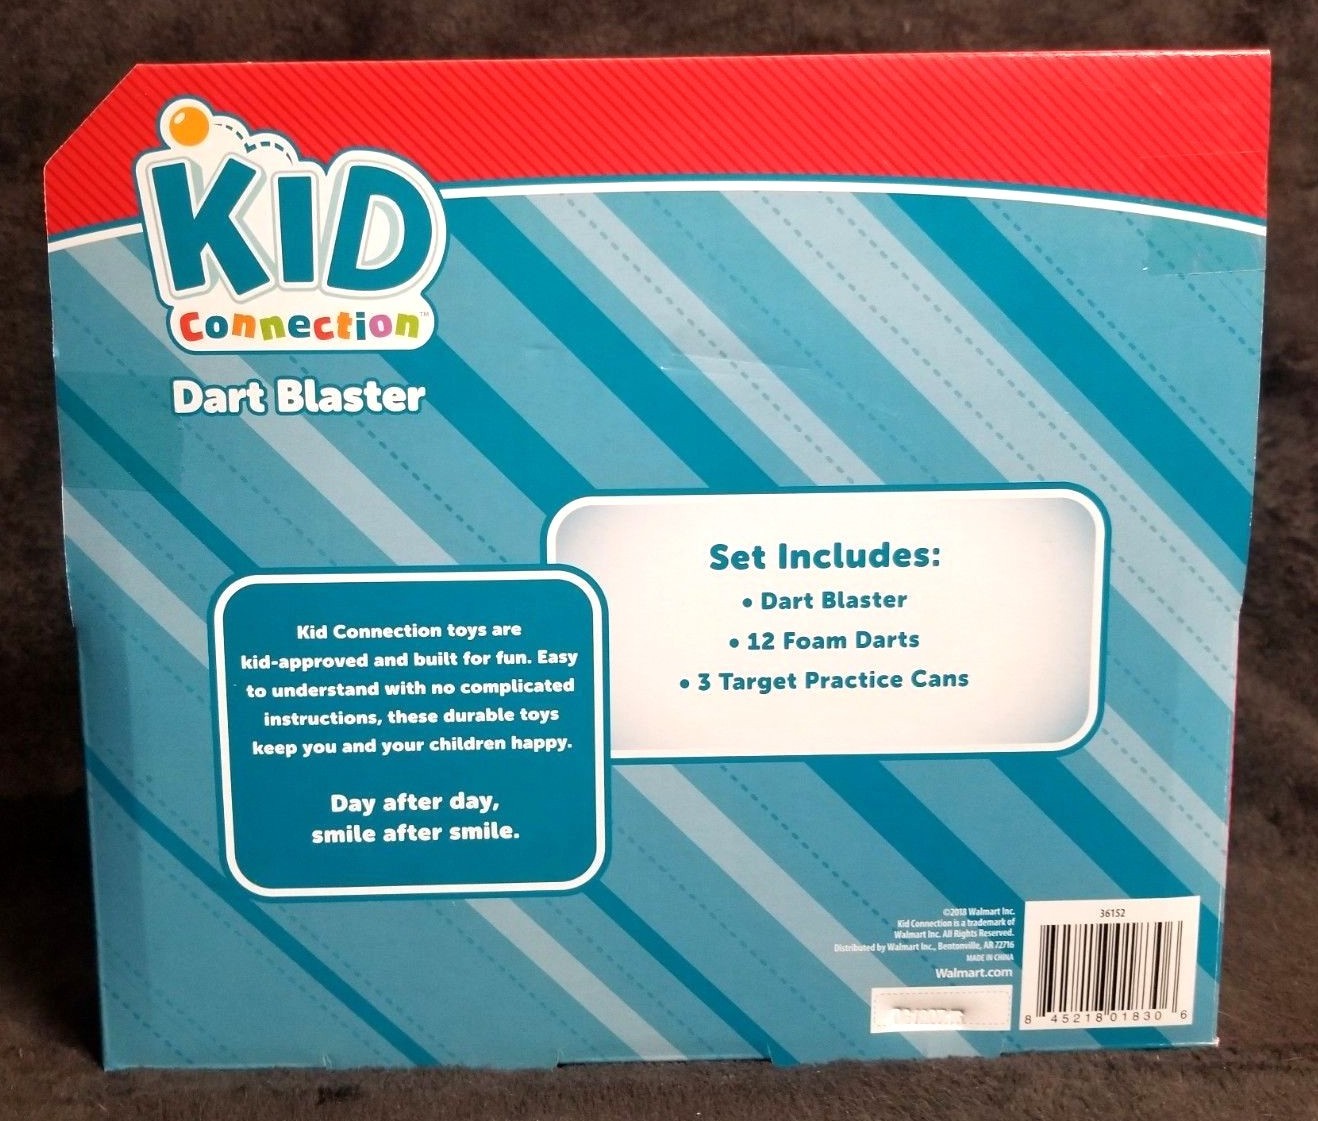 KID
connection™
Dart Blaster
Set Includes:
• Dart Blaster
• 12 Foam Darts
• 3 Target Practice Cans
Kid Connection toys are
kid-approved and built for fun. Easy
to understand with no complicated
instructions, these durable toys
keep you and your children happy.
Day after day,
smile after smile.
©2018 Walmart Inc.
Kid Connection is a trademark of
Walmart Inc. All Rights Reserved.
Distributed by Walmart Inc., Bentonville, AR 72716
MADE IN CHINA
Walmart.com
36152
8 45218 01830 6